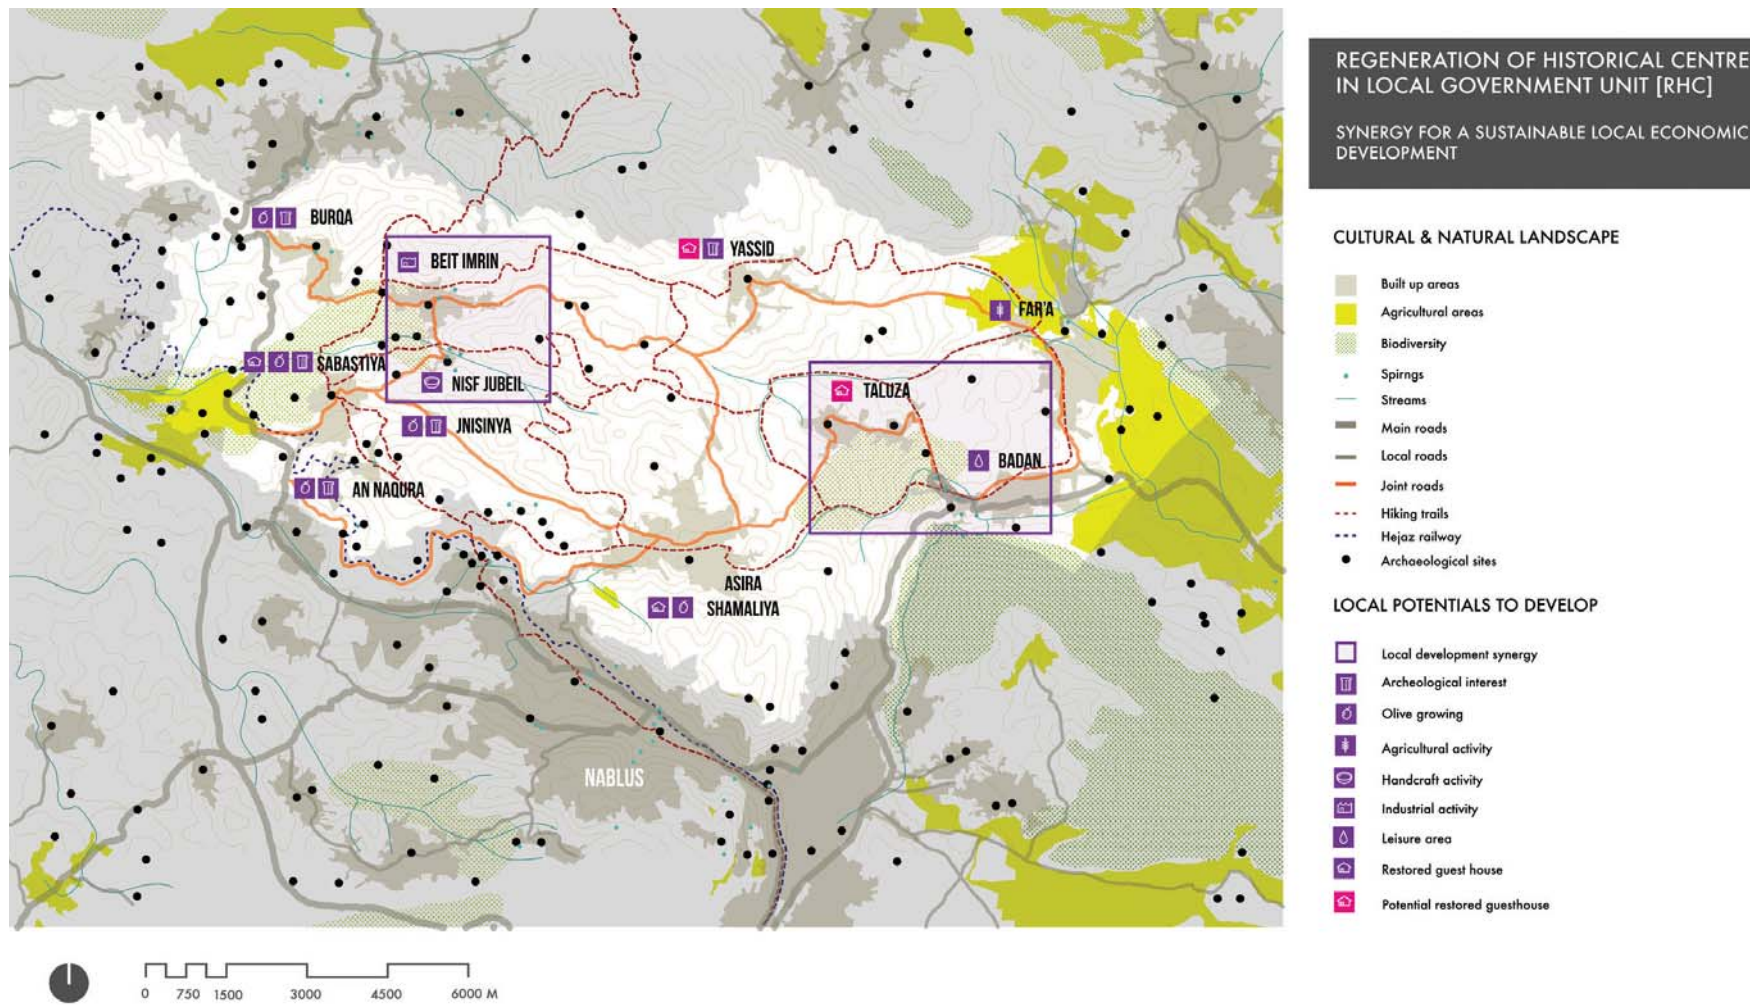 REGENERATION OF HISTORICAL CENTRE
IN LOCAL GOVERNMENT UNIT [RHC]
SYNERGY FOR A SUSTAINABLE LOCAL ECONOMIC
DEVELOPMENT
BURQA
BEIT IMRIN
YASSID
FAR'A
SABASTIYA
NISF JUBEIL
TALUZA
JNISINYA
BADAN
AN NAQURA
ASIRA
SHAMALIYA
NABLUS
CULTURAL & NATURAL LANDSCAPE
Built up areas
Agricultural areas
Biodiversity
Spirngs
Streams
Main roads
Local roads
Joint roads
Hiking trails
Hejaz railway
Archaeological sites
LOCAL POTENTIALS TO DEVELOP
Local development synergy
Archeological interest
Olive growing
Agricultural activity
Handcraft activity
Industrial activity
Leisure area
Restored guest house
Potential restored guesthouse
0 750 1500 3000 4500 6000 M